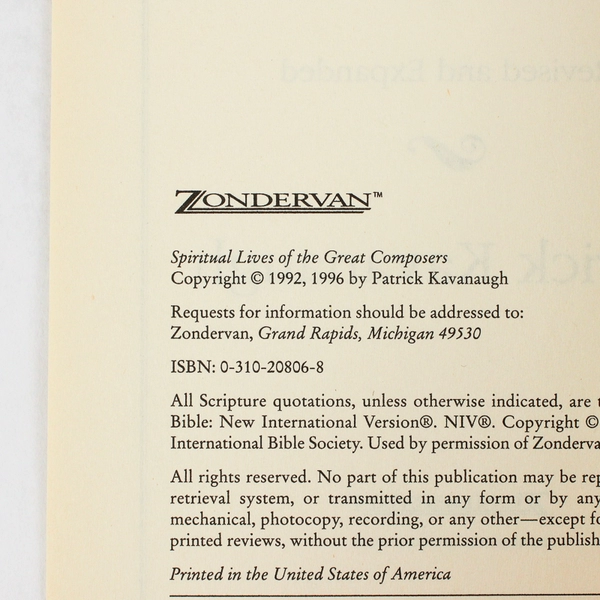 ZONDERVAN™
Spiritual Lives of the Great Composers
Copyright © 1992, 1996 by Patrick Kavanaugh
Requests for information should be addressed to:
Zondervan, Grand Rapids, Michigan 49530
ISBN: 0-310-20806-8
All Scripture quotations, unless otherwise indicated, are
Bible: New International Version®. NIV®. Copyright ©
International Bible Society. Used by permission of
All rights reserved. No part of this publication may be
retrieval system, or transmitted in any form or by any
mechanical, photocopy, recording, or any other—except
printed reviews, without the prior permission of the
Printed in the United States of America